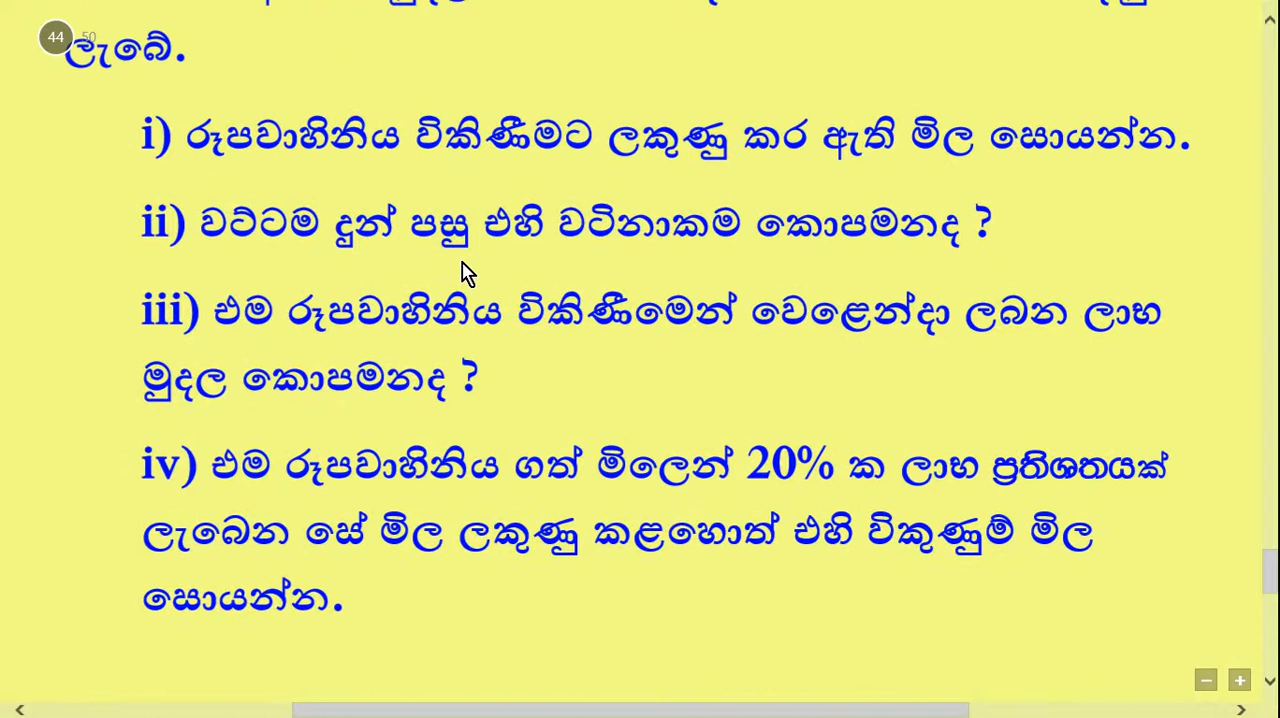 44 50
ලැබේ.
i) රූපවාහිනිය විකිණීමට ලකුණු කර ඇති මිල සොයන්න.
ii) වට්ටම දුන් පසු එහි වටිනාකම කොපමනද ?
iii) එම රූපවාහිනිය විකිණීමෙන් වෙළෙන්දා ලබන ලාභ
මුදල කොපමනද ?
iv) එම රූපවාහිනිය ගත් මිලෙන් 20% ක ලාභ ප්‍රතිශතයක්
ලැබෙන සේ මිල ලකුණු කළහොත් එහි විකුණුම් මිල
සොයන්න.